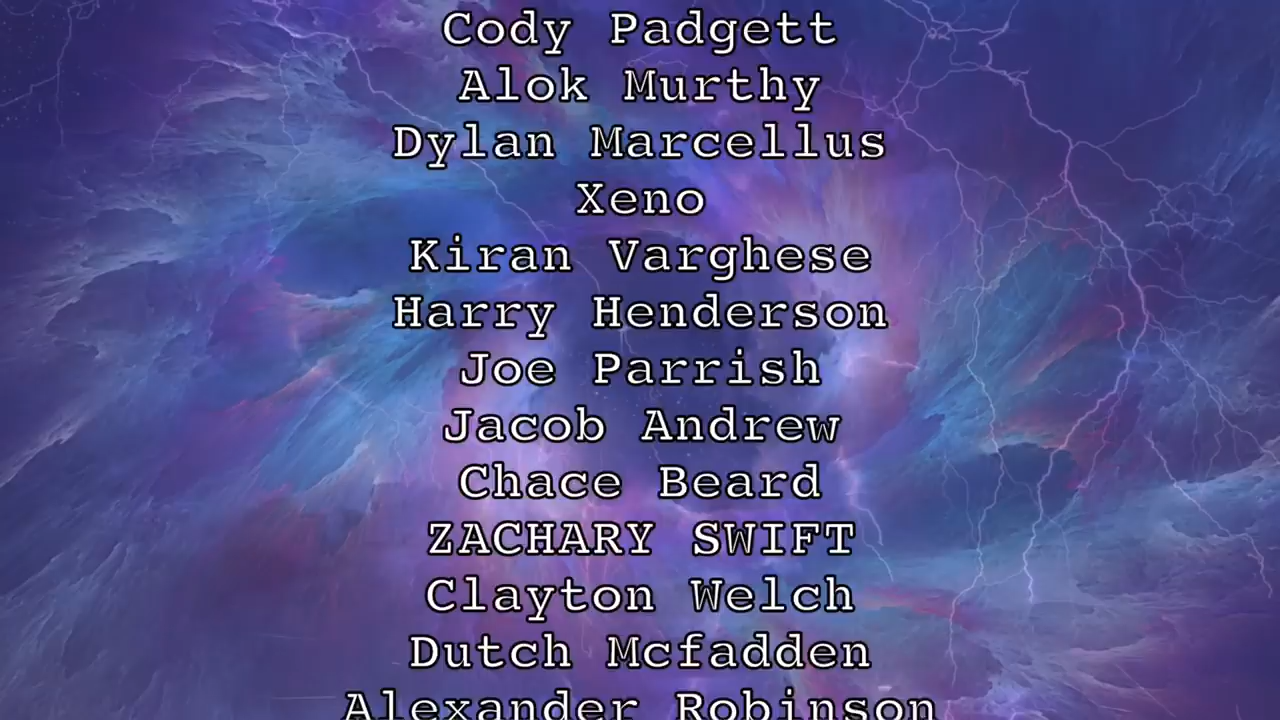 Cody Padgett
Alok Murthy
Dylan Marcellus
Xeno
Kiran Varghese
Harry Henderson
Joe Parrish
Jacob Andrew
Chace Beard
ZACHARY SWIFT
Clayton Welch
Dutch Mcfadden
Alexander Robinson